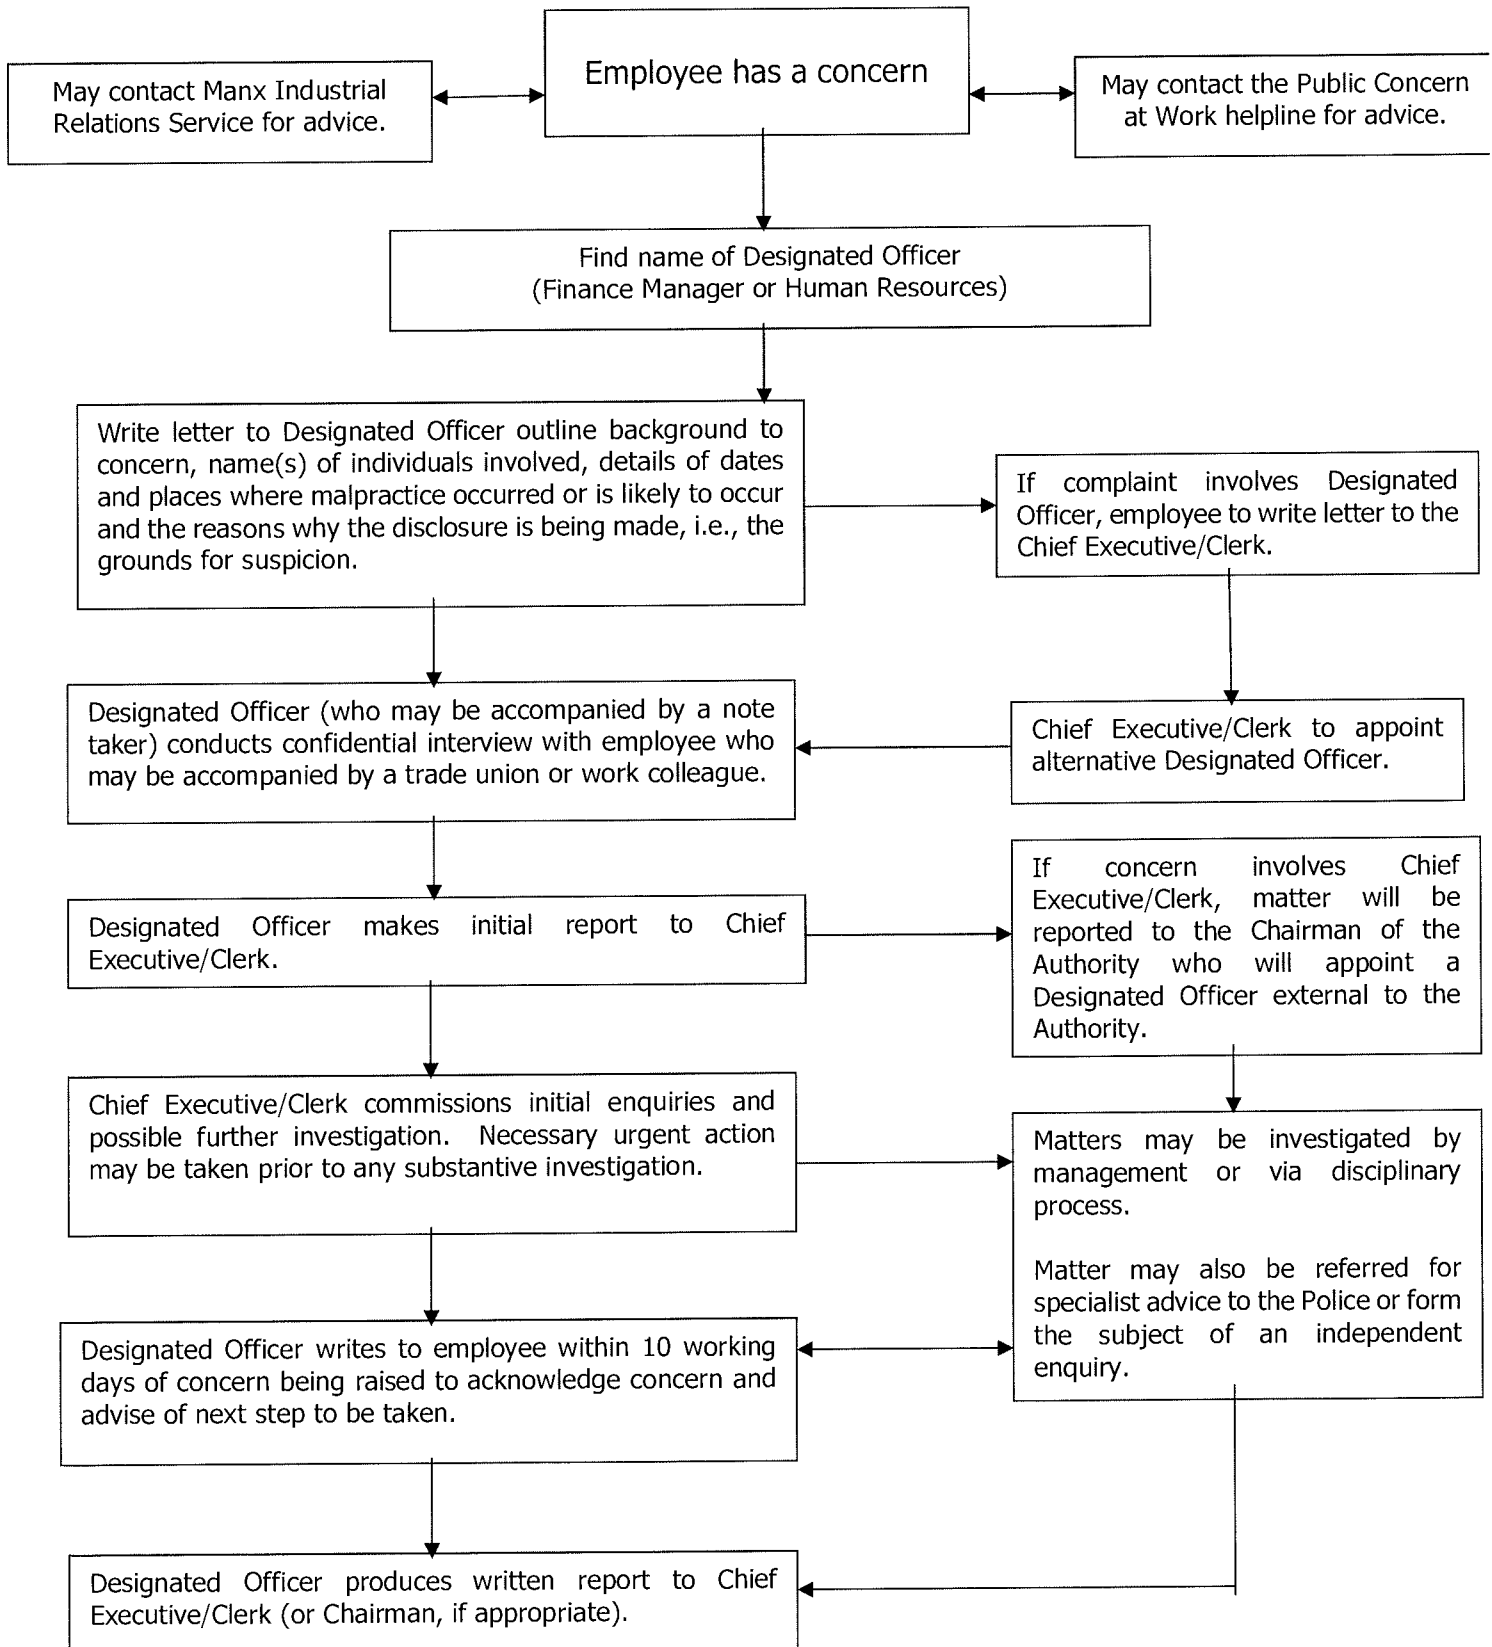 Employee has a concern
May contact Manx Industrial
Relations Service for advice.
May contact the Public Concern
at Work helpline for advice.
Find name of Designated Officer
(Finance Manager or Human Resources)
Write letter to Designated Officer outline background to
concern, name(s) of individuals involved, details of dates
and places where malpractice occurred or is likely to occur
and the reasons why the disclosure is being made, i.e., the
grounds for suspicion.
If complaint involves Designated
Officer, employee to write letter to the
Chief Executive/Clerk.
Designated Officer (who may be accompanied by a note
taker) conducts confidential interview with employee who
may be accompanied by a trade union or work colleague.
Chief Executive/Clerk to appoint
alternative Designated Officer.
Designated Officer makes initial report to Chief
Executive/Clerk.
If concern involves Chief
Executive/Clerk, matter will be
reported to the Chairman of the
Authority who will appoint a
Designated Officer external to the
Authority.
Chief Executive/Clerk commissions initial enquiries and
possible further investigation. Necessary urgent action
may be taken prior to any substantive investigation.
Matters may be investigated by
management or via disciplinary
process.
Matter may also be referred for
specialist advice to the Police or form
the subject of an independent
enquiry.
Designated Officer writes to employee within 10 working
days of concern being raised to acknowledge concern and
advise of next step to be taken.
Designated Officer produces written report to Chief
Executive/Clerk (or Chairman, if appropriate).